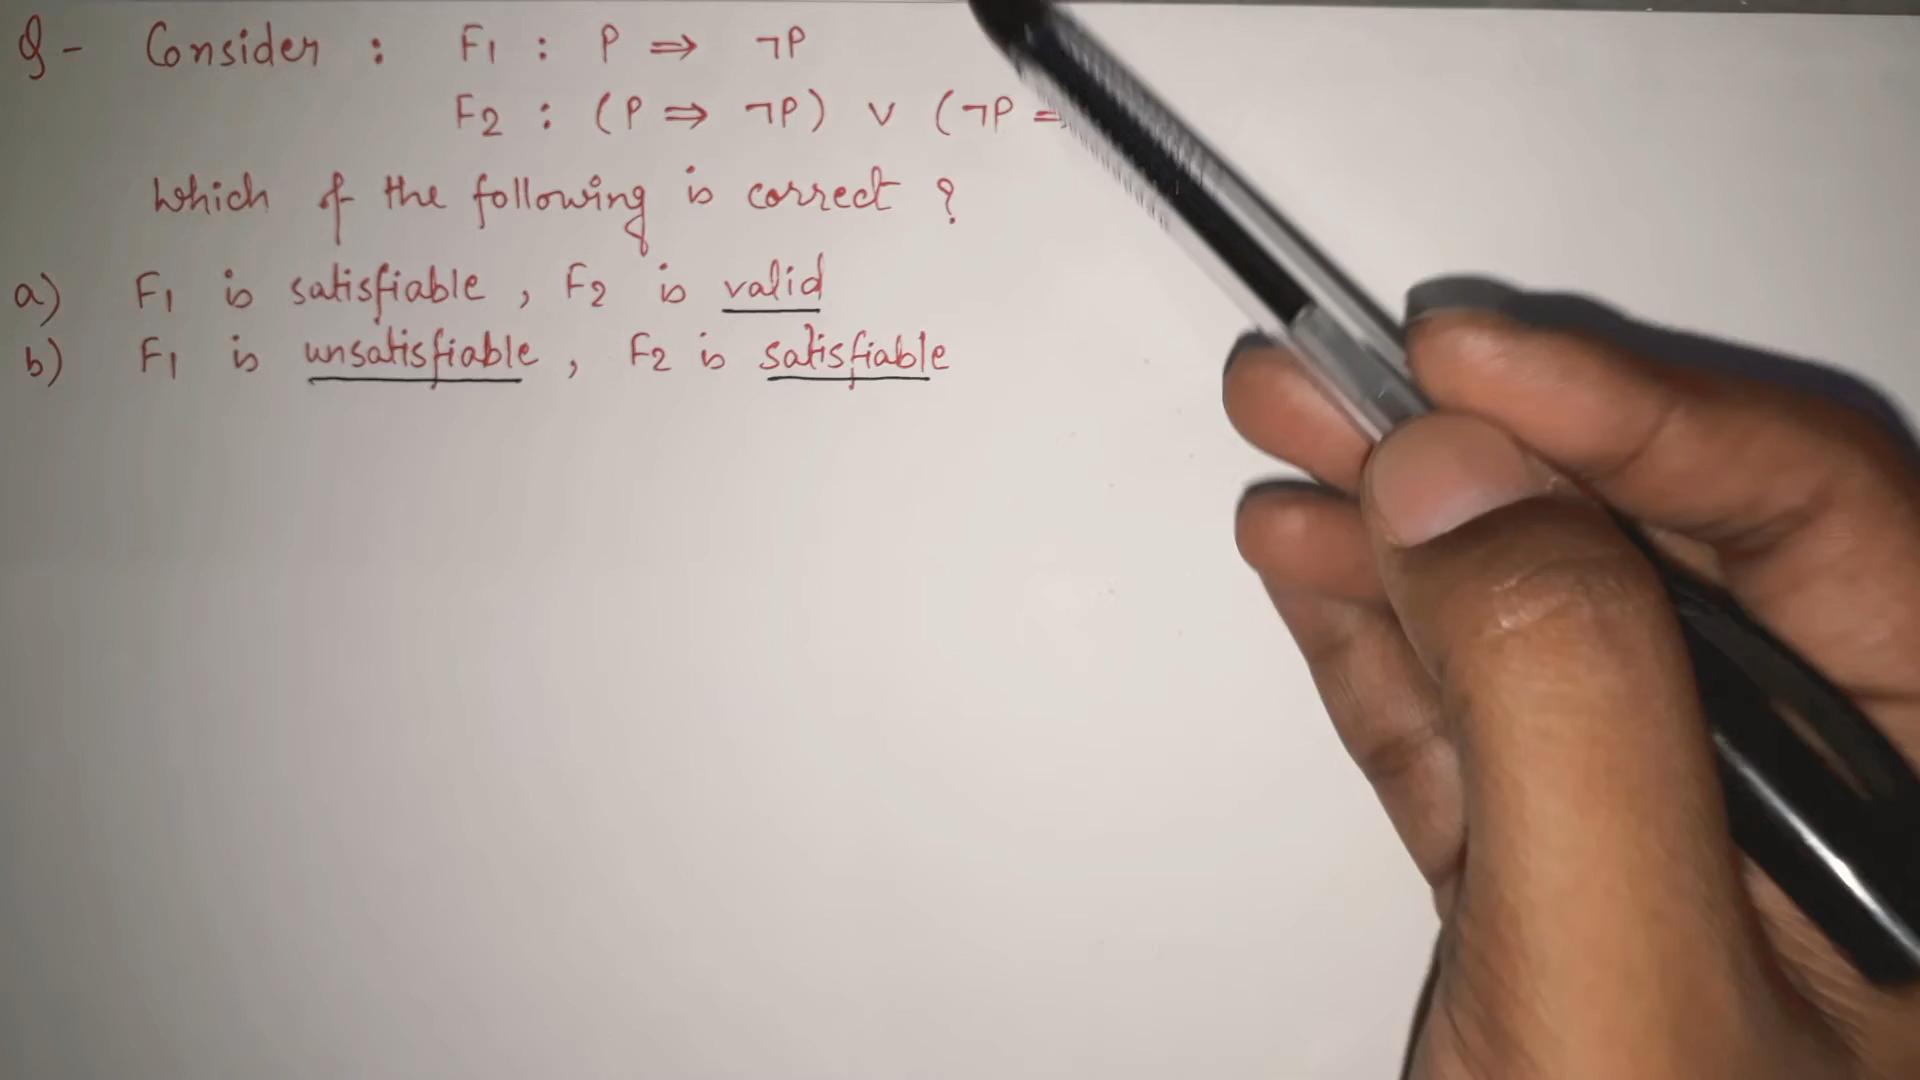 Q- Consider : F1 : P ⇒ ¬P
F2 : (P ⇒ ¬P) ∨ (¬P =
Which of the following is correct ?
a) F1 is satisfiable , F2 is valid
b) F1 is unsatisfiable , F2 is satisfiable